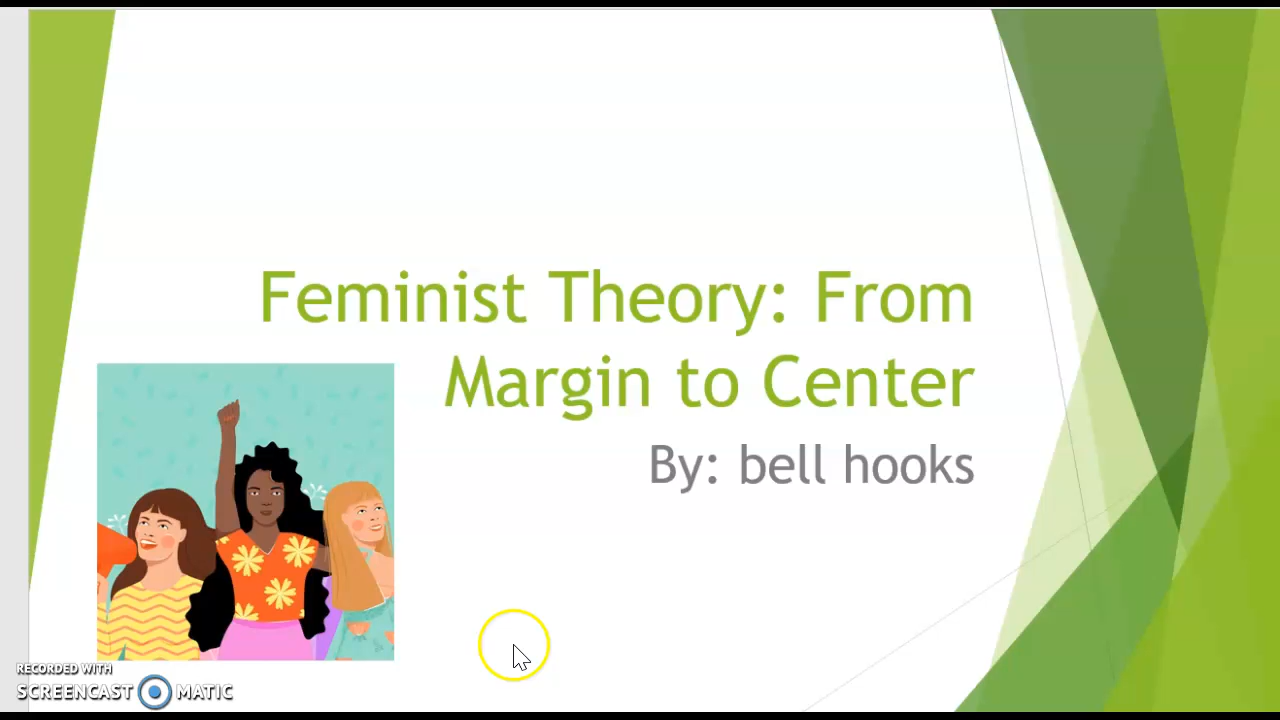 Feminist Theory: From
Margin to Center
By: bell hooks
RECORDED WITH
SCREENCAST MATIC